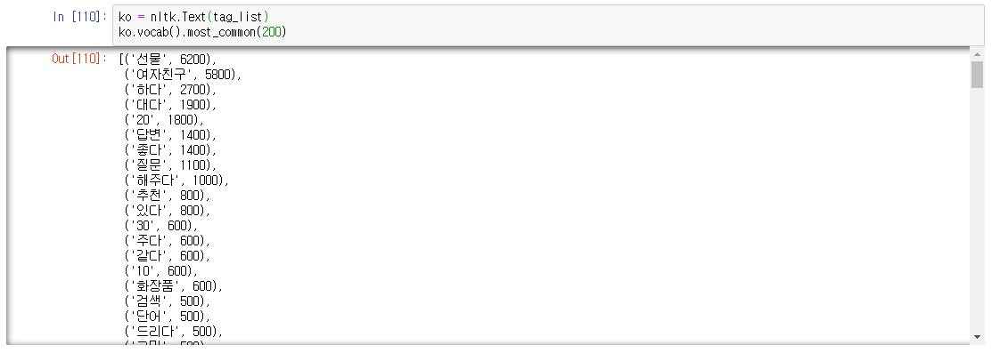 In [110]: ko = nltk.Text(tag_list)
ko.vocab().most_common(200)
Out[110]: [('선물', 6200),
('여자친구', 5800),
('하다', 2700),
('대다', 1900),
('20', 1800),
('답변', 1400),
('좋다', 1400),
('질문', 1100),
('해주다', 1000),
('추천', 800),
('있다', 800),
('30', 600),
('주다', 600),
('같다', 600),
('10', 600),
('화장품', 600),
('검색', 500),
('단어', 500),
('드리다', 500),